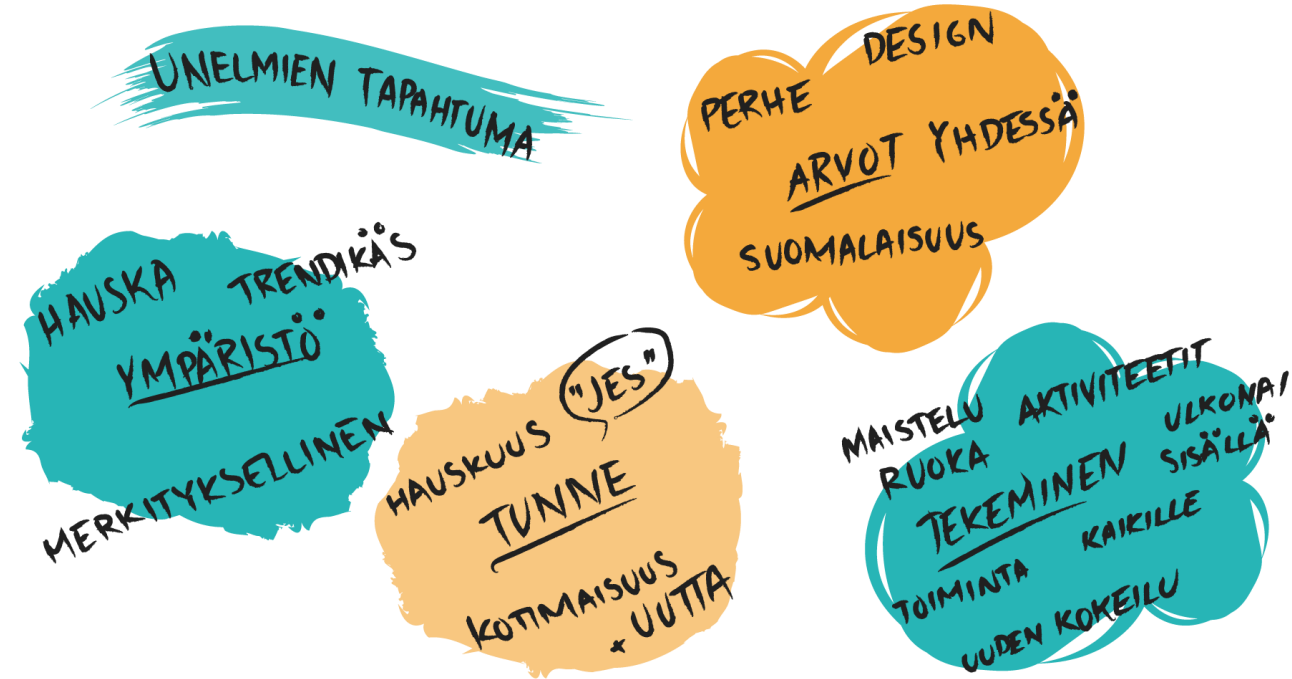 UNELMIEN TAPAHTUMA
DESIGN
PERHE
ARVOT YHDESSÄ
SUOMALAISUUS
HAUSKA TRENDIKÄS
YMPÄRISTÖ
MERKITYKSELLINEN
"JES"
HAUSKUUS
TUNNE
KOTIMAISUUS
+ UUTTA
MAISTELU AKTIVITEETIT
RUOKA ULKONA/
TEKEMINEN SISÄLLÄ
TOIMINTA KAIKILLE
UUDEN KOKEILU